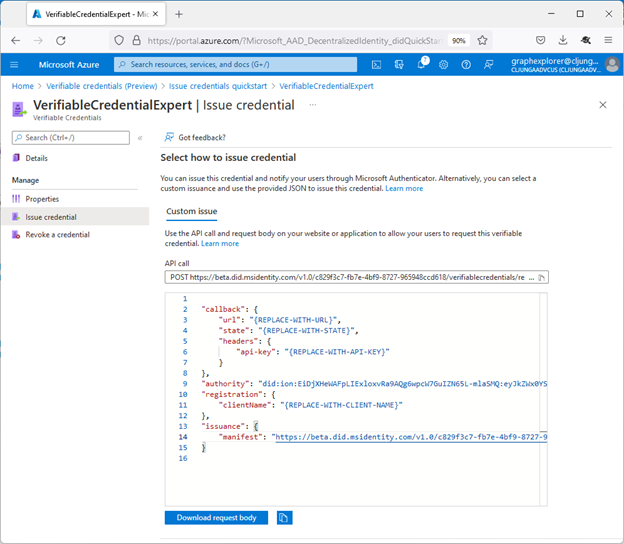 VerifiableCredentialExpert - Mic
https://portal.azure.com/?Microsoft_AAD_DecentralizedIdentity_didQuickStar
90%
Microsoft Azure
Search resources, services, and docs (G+/)
1
graphexplorer@cljung...
CLJUNGAADVCUS (CLJUNGAADV...
Home > Verifiable credentials (Preview) > Issue credentials quickstart > VerifiableCredentialExpert
VerifiableCredentialExpert | Issue credential ...
Verifiable Credentials
Search (Ctrl+/)
«
Details
Manage
Properties
Issue credential
Revoke a credential
Got feedback?
Select how to issue credential
You can issue this credential and notify your users through Microsoft Authenticator. Alternatively, you can select a
custom issuance and use the provided JSON to issue this credential. Learn more
Custom issue
Use the API call and request body on your website or application to allow your users to request this verifiable
credential. Learn more
API call
POST https://beta.did.msidentity.com/v1.0/c829f3c7-fb7e-4bf9-8727-965948ccd618/verifiablecredentials/re ...
1
2 "callback": {
3 "url": "{REPLACE-WITH-URL}",
4 "state": "{REPLACE-WITH-STATE}",
5 "headers": {
6 "api-key": "{REPLACE-WITH-API-KEY}"
7 }
8 },
9 "authority": "did:ion:EiDjXHeWAFpLIExloxvRa9AQg6wpcW7GuIZN65L-mlaSMQ:eyJkZWx0YS
10 "registration": {
11 "clientName": "{REPLACE-WITH-CLIENT-NAME}"
12 },
13 "issuance": {
14 "manifest": "https://beta.did.msidentity.com/v1.0/c829f3c7-fb7e-4bf9-8727-9
15 }
16
Download request body